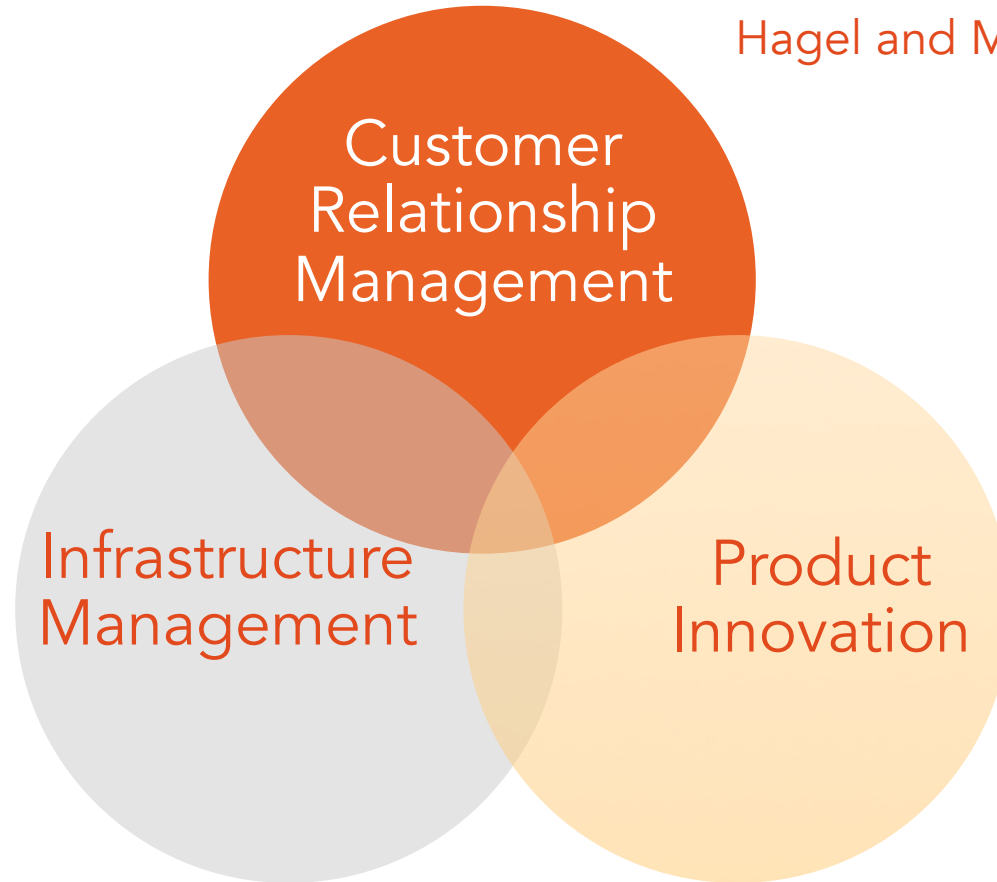 Hagel and M
Customer
Relationship
Management
Infrastructure
Management
Product
Innovation